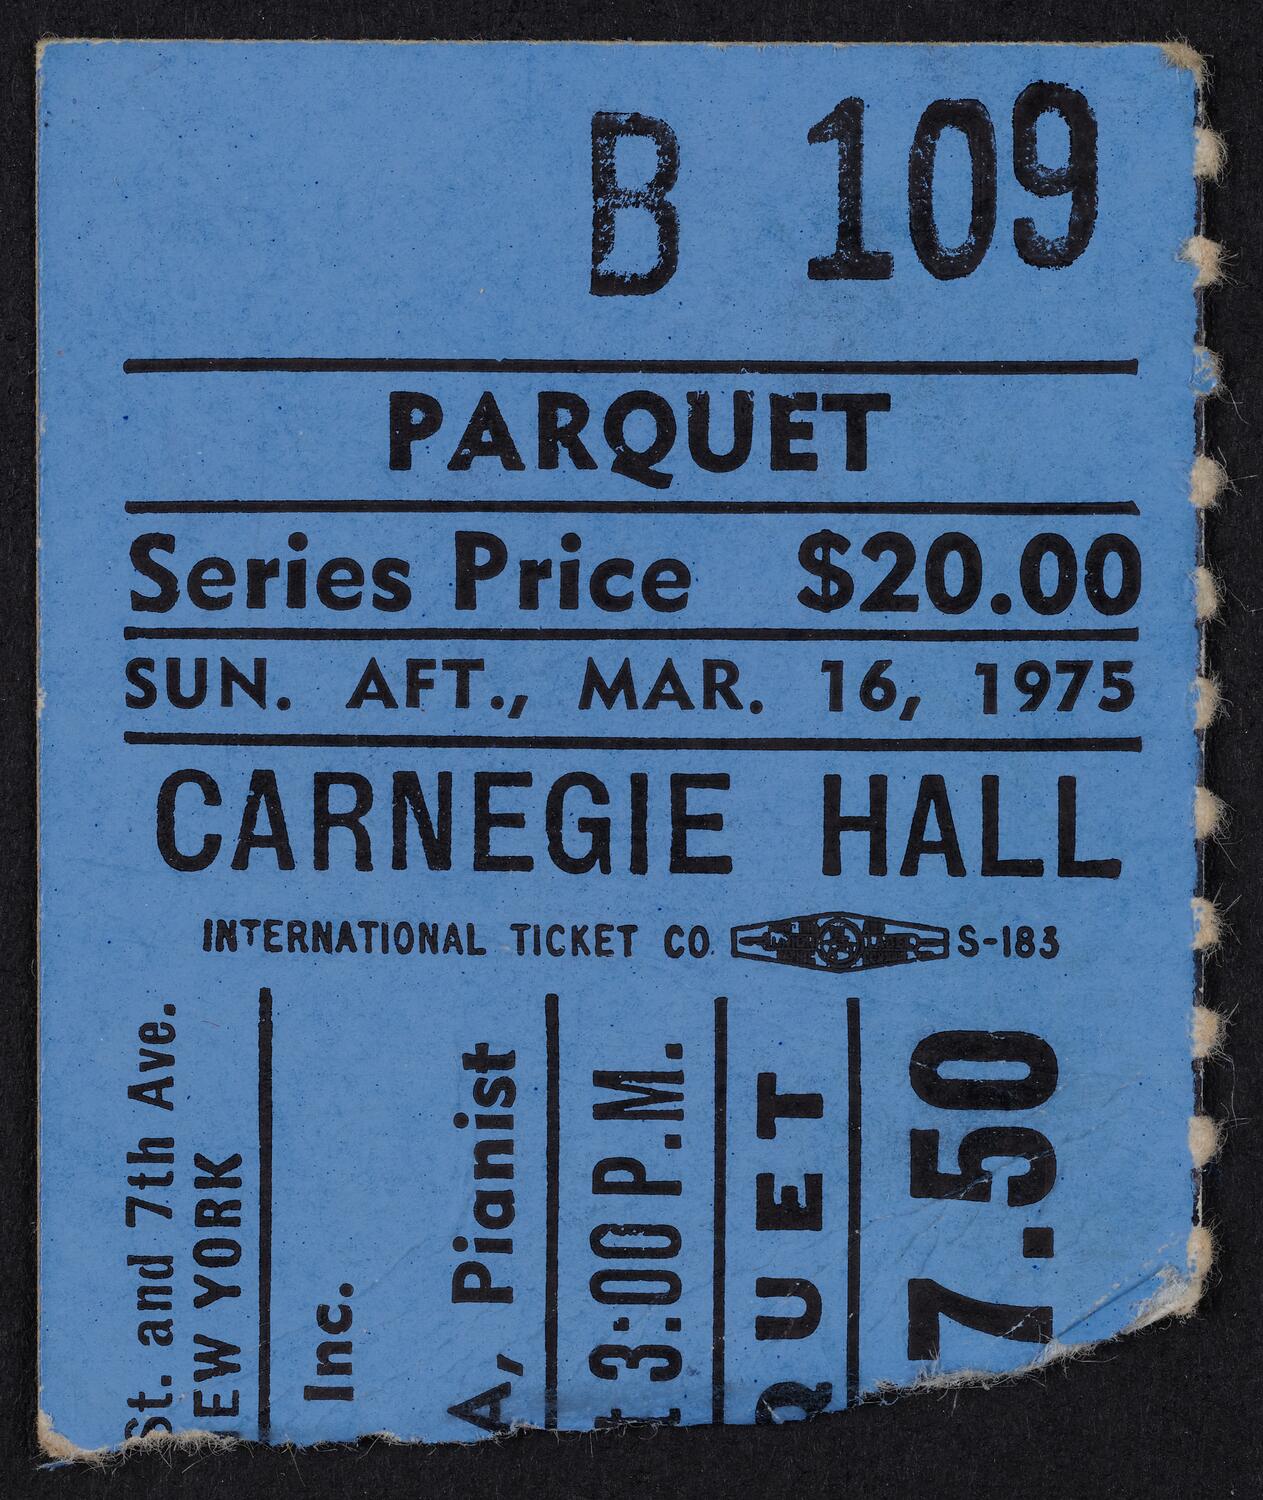 B 109
PARQUET
Series Price $20.00
SUN. AFT., MAR. 16, 1975
CARNEGIE HALL
INTERNATIONAL TICKET CO. S-183
St. and 7th Ave.
EW YORK
Inc.
A, Pianist
E 3:00 P.M.
QUET
7.50